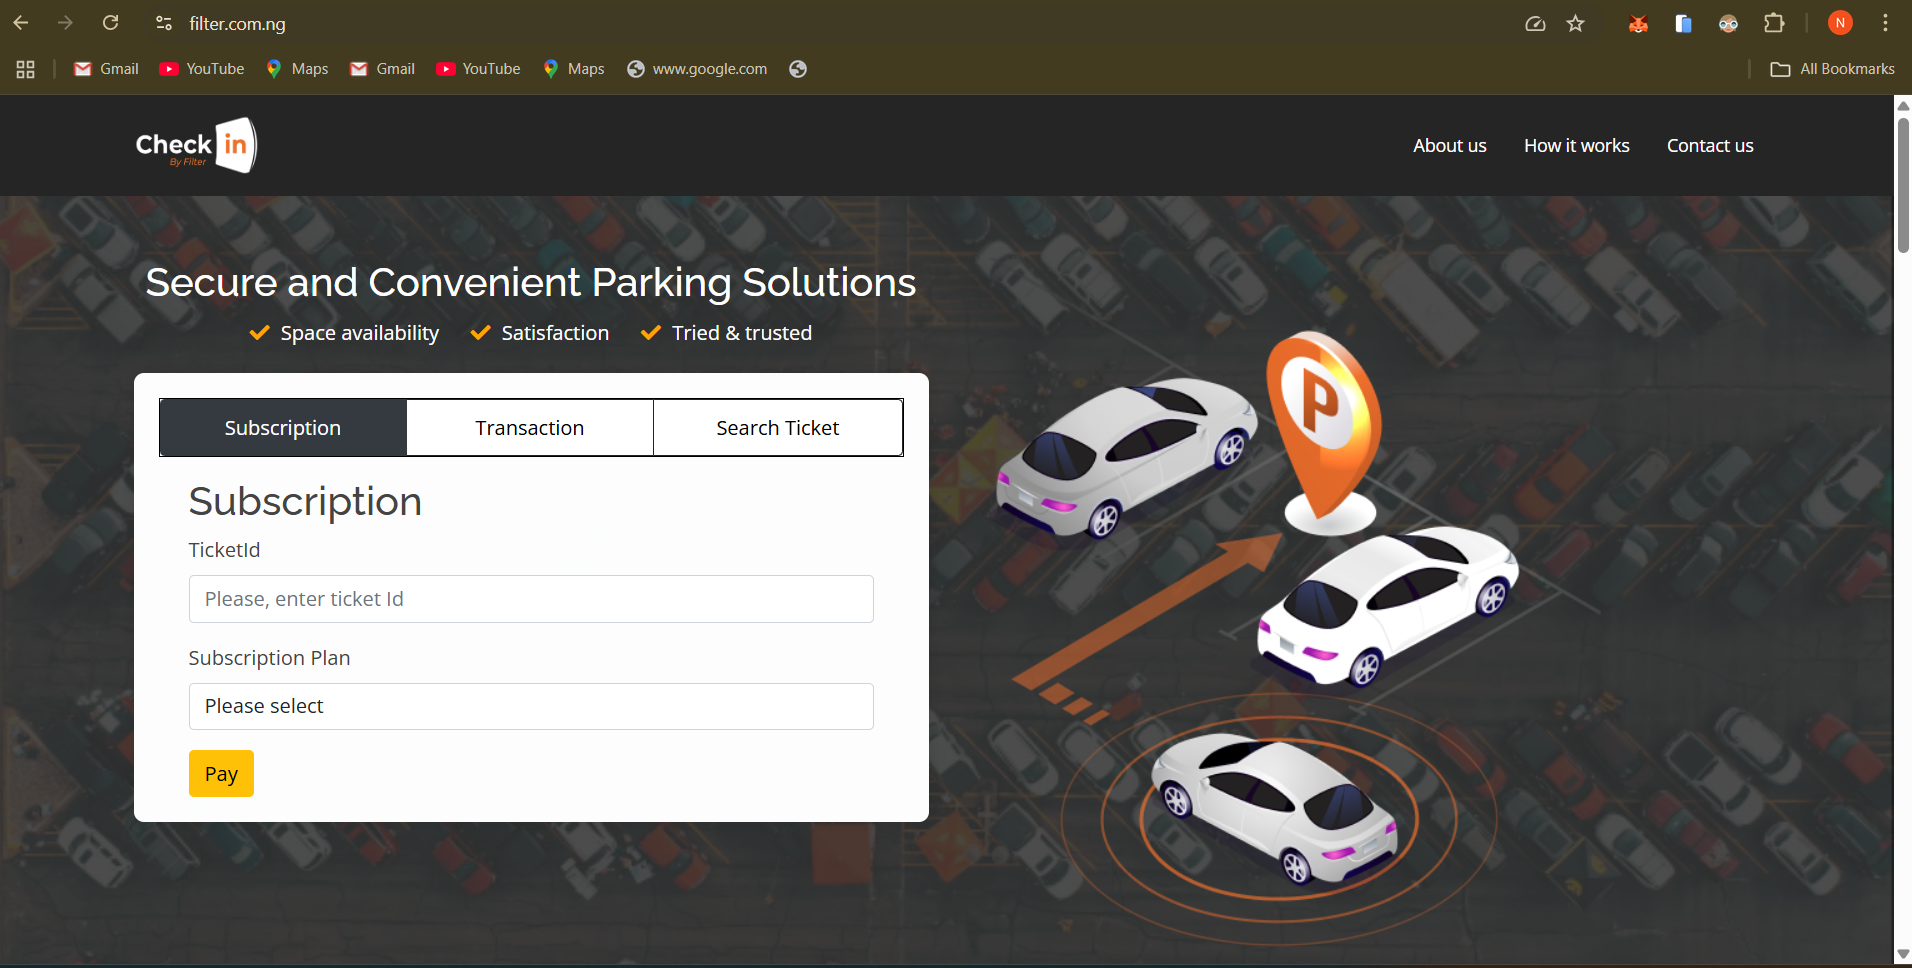 filter.com.ng
N
Gmail YouTube Maps Gmail YouTube Maps www.google.com All Bookmarks
Check in
By Filter
About us How it works Contact us
Secure and Convenient Parking Solutions
Space availability Satisfaction Tried & trusted
P
Subscription Transaction Search Ticket
Subscription
TicketId
Please, enter ticket Id
Subscription Plan
Please select
Pay